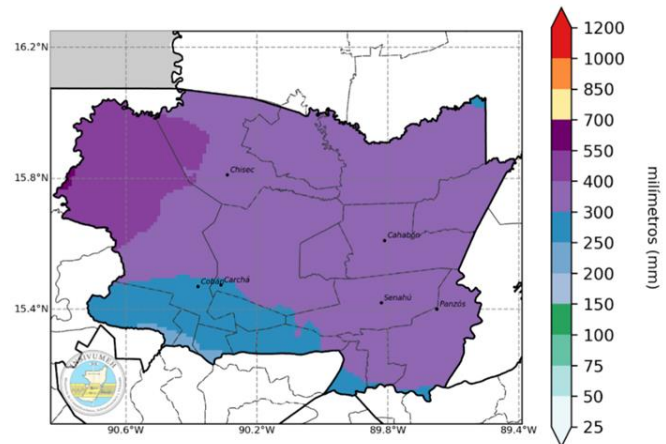 16.2°N
15.8°N
15.4°N
90.6°W
90.2°W
89.8°W
89.4°W
Chisec
Cahabón
Cobán
Carchá
Senahú
Panzós
INSIVUMEH
1200
1000
850
700
550
400
300
250
200
150
100
75
50
25
milímetros (mm)